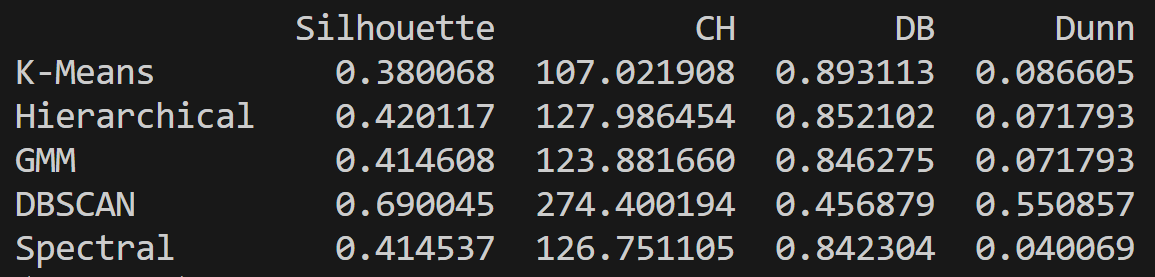 Silhouette CH DB Dunn
K-Means 0.380068 107.021908 0.893113 0.086605
Hierarchical 0.420117 127.986454 0.852102 0.071793
GMM 0.414608 123.881660 0.846275 0.071793
DBSCAN 0.690045 274.400194 0.456879 0.550857
Spectral 0.414537 126.751105 0.842304 0.040069